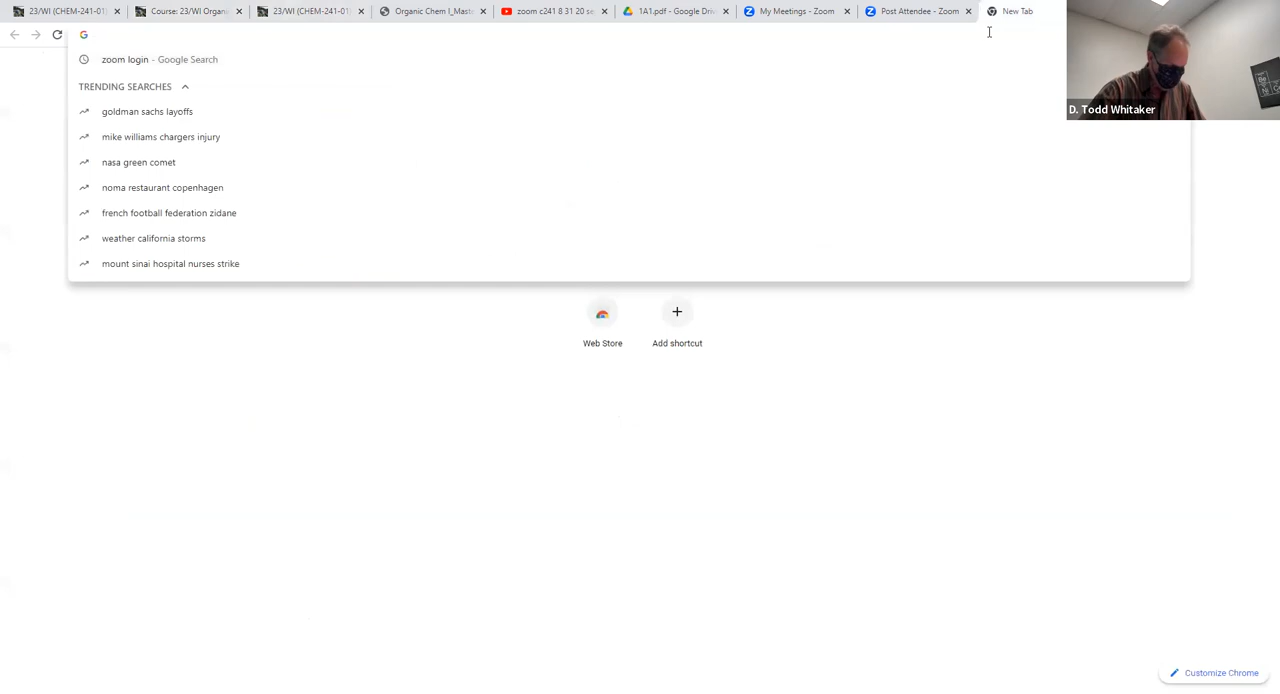 23/WI (CHEM-241-01)
Course: 23/WI Organi
23/WI (CHEM-241-01)
Organic Chem I_Maste
zoom c241 8 31 20 se
1A1.pdf - Google Driv
My Meetings - Zoom
Post Attendee - Zoom
New Tab
zoom login - Google Search
TRENDING SEARCHES
goldman sachs layoffs
mike williams chargers injury
nasa green comet
noma restaurant copenhagen
french football federation zidane
weather california storms
mount sinai hospital nurses strike
Web Store
Add shortcut
Customize Chrome
Be
Ni
D. Todd Whitaker